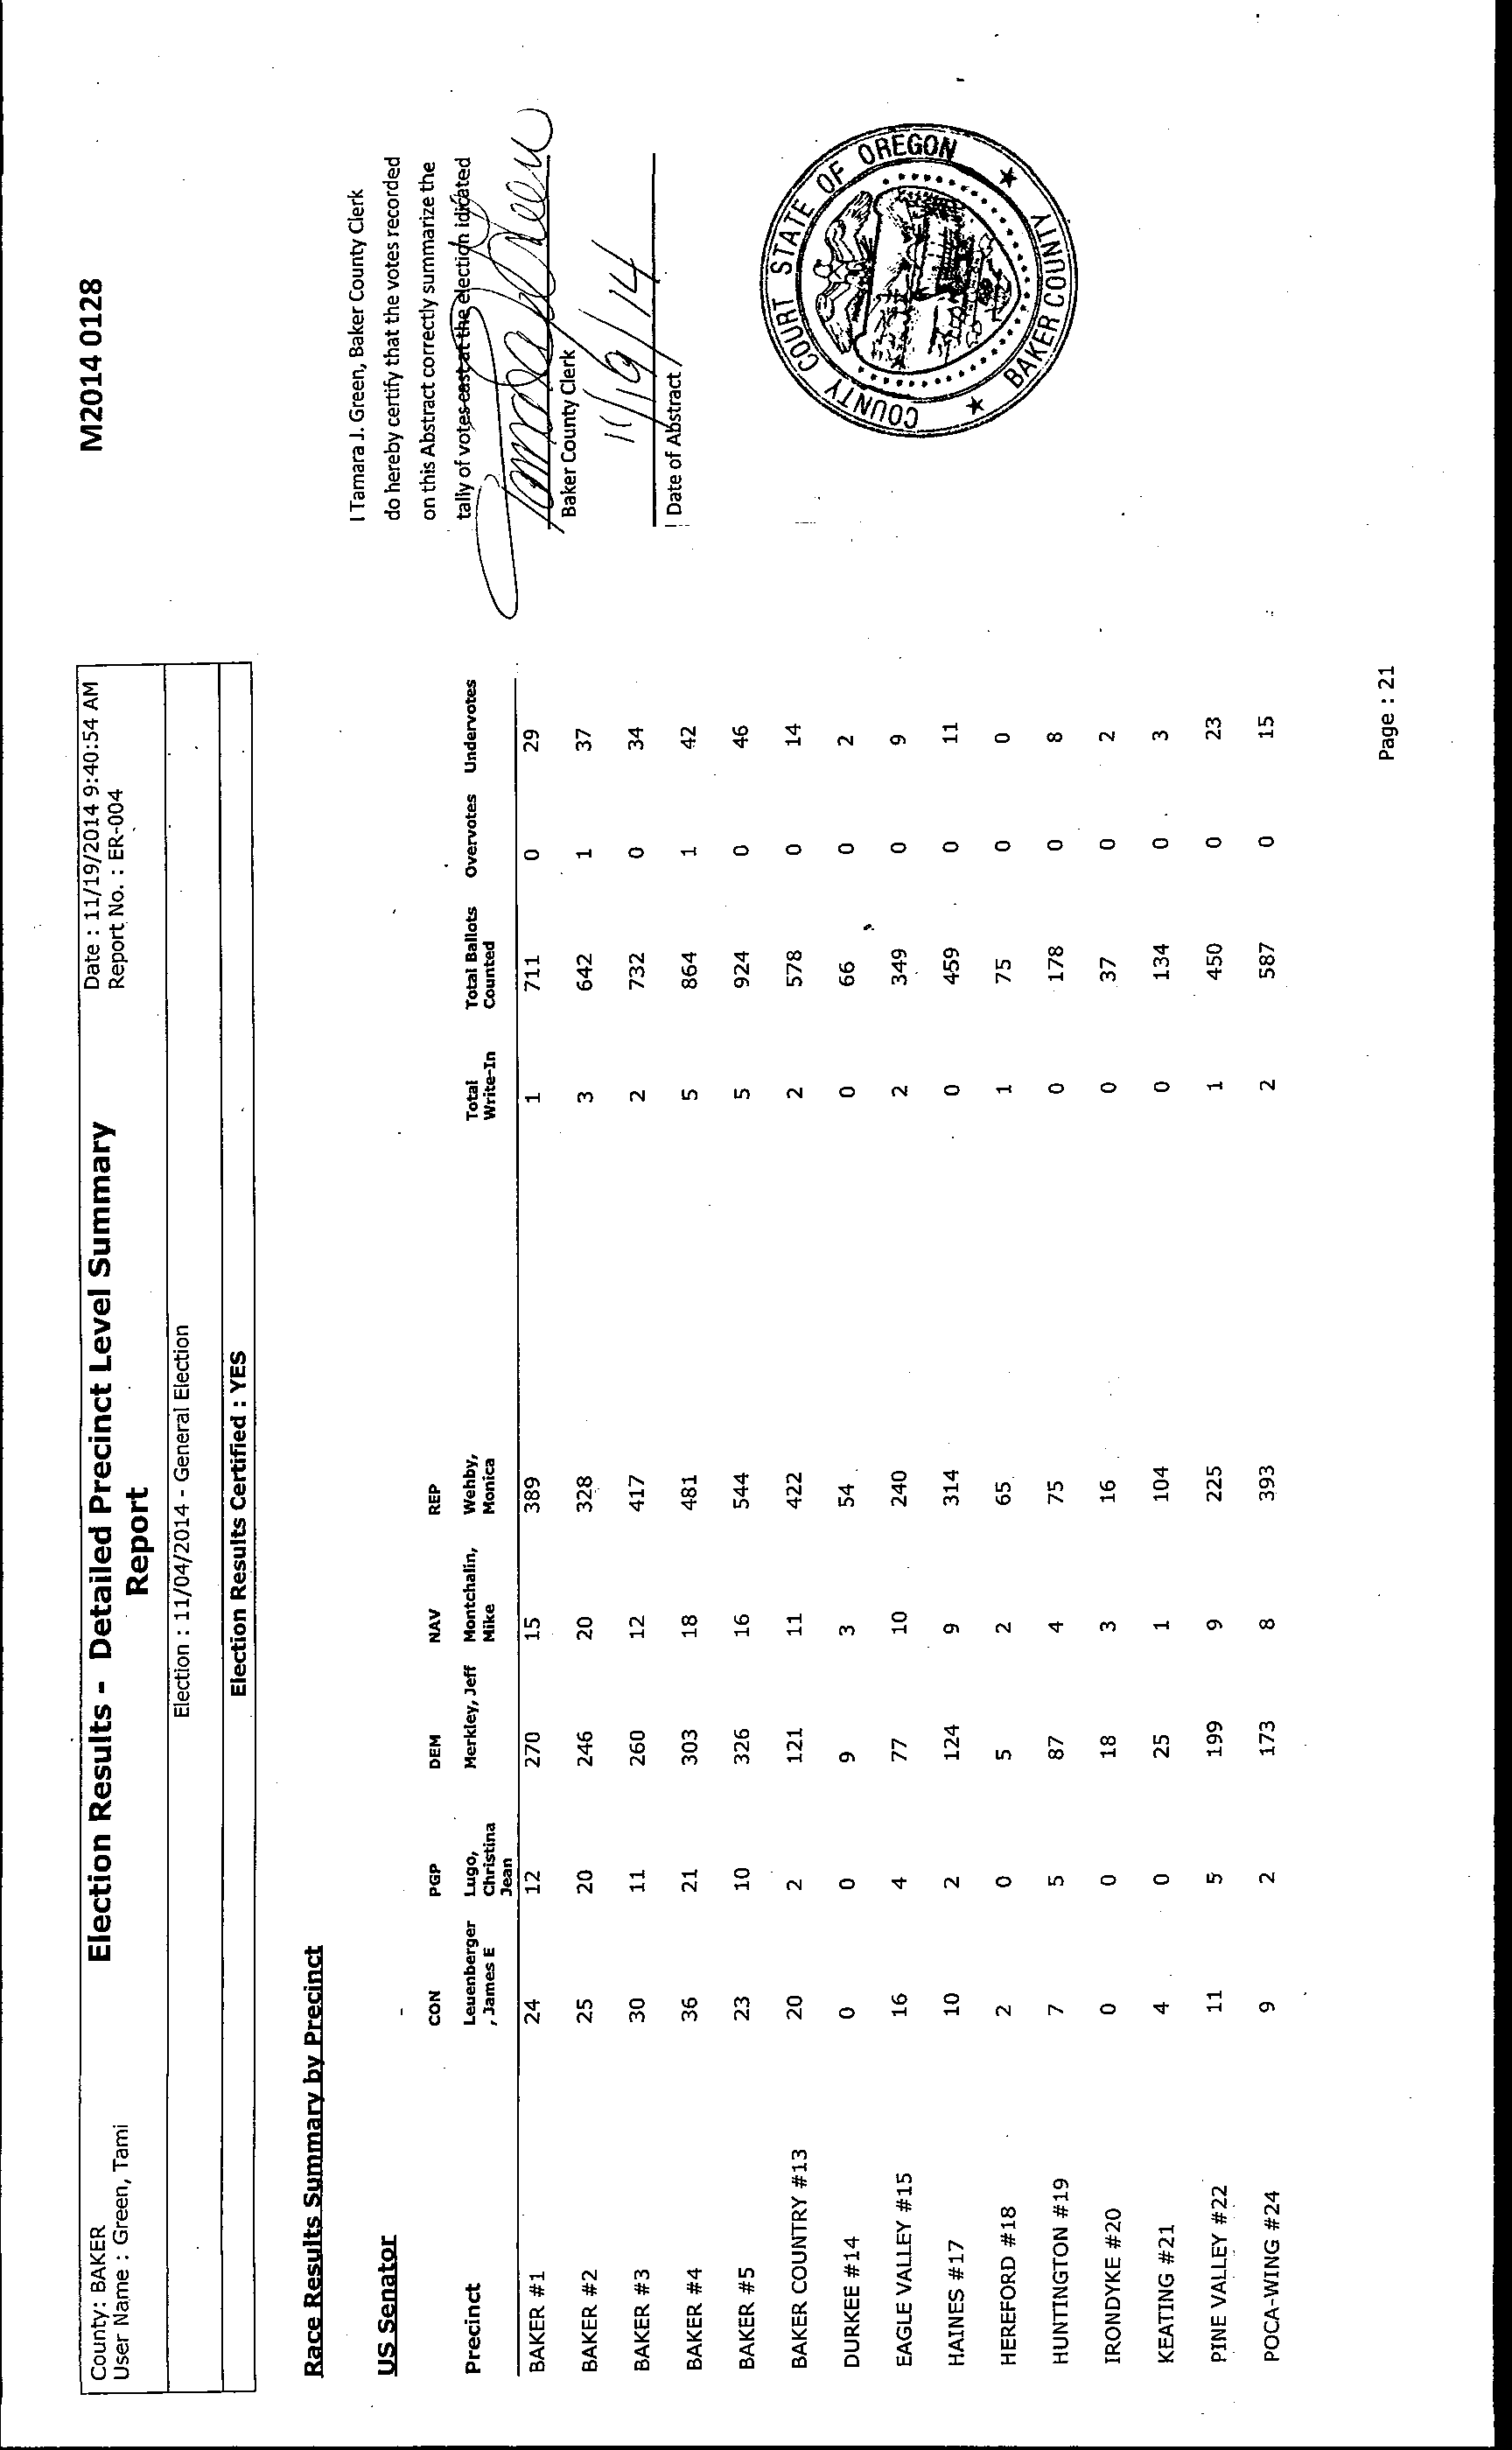 M2014 0128
County: BAKER
User Name : Green, Tami
Election Results - Detailed Precinct Level Summary
Report
Date : 11/19/2014 9:40:54 AM
Report No. : ER-004
Election : 11/04/2014 - General Election
Election Results Certified : YES
Race Results Summary by Precinct
US Senator
I Tamara J. Green, Baker County Clerk
do hereby certify that the votes recorded
on this Abstract correctly summarize the
tally of votes cast at the election idicated
Tamara J Green
Baker County Clerk
11/19/14
Date of Abstract
COUNTY COURT STATE OF OREGON
★ BAKER COUNTY ★
CON PGP DEM NAV REP
Precinct Leuenberger Lugo, Merkley, Jeff Montchalin, Wehby, Total Total Ballots Overvotes Undervotes
, James E Christina Mike Monica Write-In Counted
Jean
BAKER #1 24 12 270 15 389 1 711 0 29
BAKER #2 25 20 246 20 328 3 642 1 37
BAKER #3 30 11 260 12 417 2 732 0 34
BAKER #4 36 21 303 18 481 5 864 1 42
BAKER #5 23 10 326 16 544 5 924 0 46
BAKER COUNTRY #13 20 2 121 11 422 2 578 0 14
DURKEE #14 0 0 9 3 54 0 66 0 2
EAGLE VALLEY #15 16 4 77 10 240 2 349 0 9
HAINES #17 10 2 124 9 314 0 459 0 11
HEREFORD #18 2 0 5 2 65 1 75 0 0
HUNTINGTON #19 7 5 87 4 75 0 178 0 8
IRONDYKE #20 0 0 18 3 16 0 37 0 2
KEATING #21 4 0 25 1 104 0 134 0 3
PINE VALLEY #22 11 5 199 9 225 1 450 0 23
POCA-WING #24 9 2 173 8 393 2 587 0 15
Page : 21